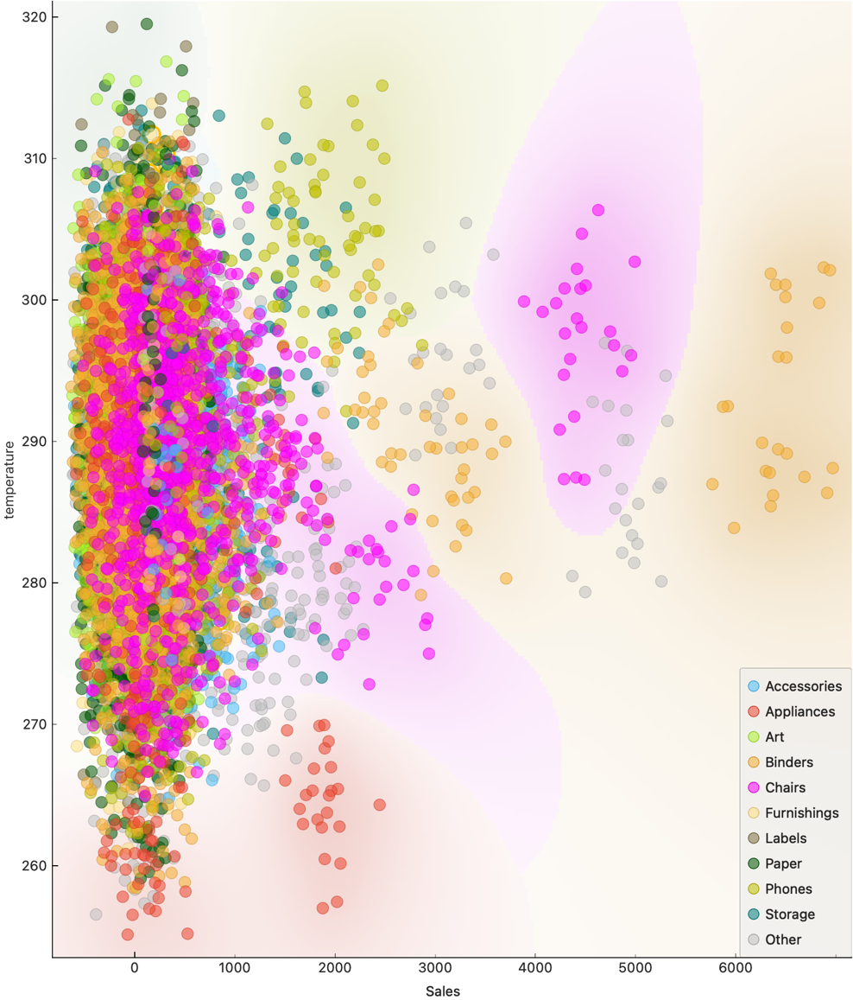 320
310
300
290
280
270
260
temperature
0
1000
2000
3000
4000
5000
6000
Sales
Accessories
Appliances
Art
Binders
Chairs
Furnishings
Labels
Paper
Phones
Storage
Other